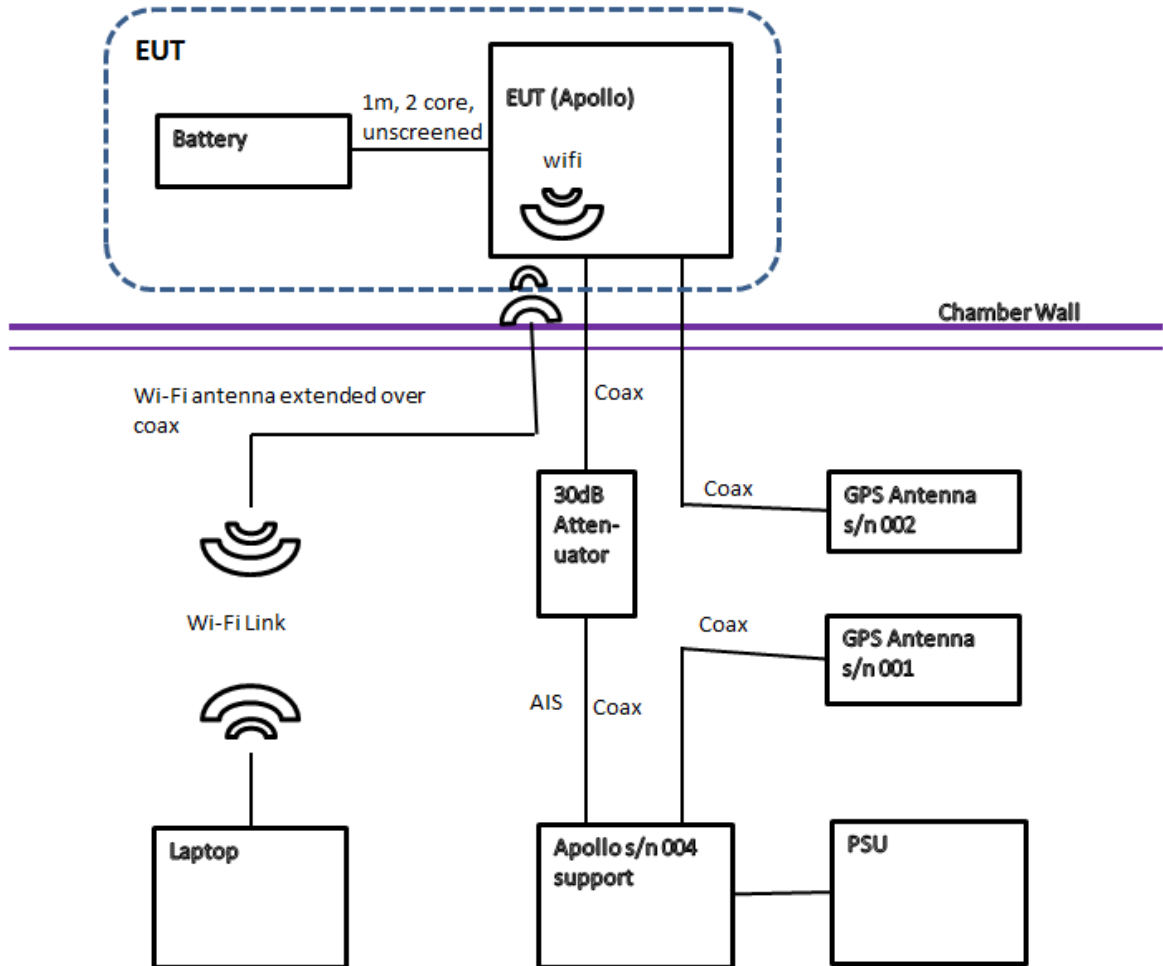 EUT
EUT (Apollo)
1m, 2 core,
unscreened
Battery
wifi
Chamber Wall
Wi-Fi antenna extended over
coax
Coax
30dB
Atten-
uator
Coax
GPS Antenna
s/n 002
Wi-Fi Link
Coax
GPS Antenna
s/n 001
AIS
Coax
Laptop
Apollo s/n 004
support
PSU